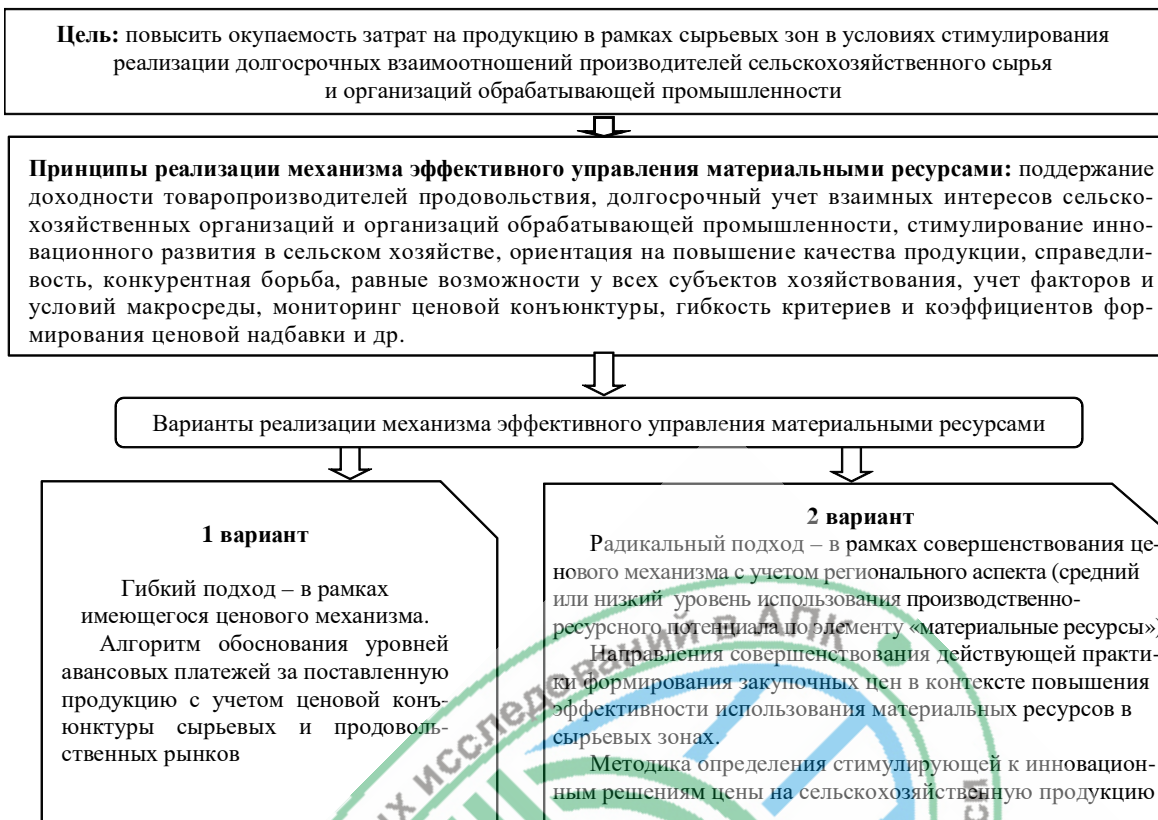 Цель: повысить окупаемость затрат на продукцию в рамках сырьевых зон в условиях стимулирования
реализации долгосрочных взаимоотношений производителей сельскохозяйственного сырья
и организаций обрабатывающей промышленности
Принципы реализации механизма эффективного управления материальными ресурсами: поддержание
доходности товаропроизводителей продовольствия, долгосрочный учет взаимных интересов сельско-
хозяйственных организаций и организаций обрабатывающей промышленности, стимулирование инно-
вационного развития в сельском хозяйстве, ориентация на повышение качества продукции, справедли-
вость, конкурентная борьба, равные возможности у всех субъектов хозяйствования, учет факторов и
условий макросреды, мониторинг ценовой конъюнктуры, гибкость критериев и коэффициентов фор-
мирования ценовой надбавки и др.
Варианты реализации механизма эффективного управления материальными ресурсами
1 вариант
Гибкий подход – в рамках
имеющегося ценового механизма.
Алгоритм обоснования уровней
авансовых платежей за поставленную
продукцию с учетом ценовой конъ-
юнктуры сырьевых и продоволь-
ственных рынков
2 вариант
Радикальный подход – в рамках совершенствования це-
нового механизма с учетом регионального аспекта (средний
или низкий уровень использования производственно-
ресурсного потенциала по элементу «материальные ресурсы»)
Направления совершенствования действующей практи-
ки формирования закупочных цен в контексте повышения
эффективности использования материальных ресурсов в
сырьевых зонах.
Методика определения стимулирующей к инновацион-
ным решениям цены на сельскохозяйственную продукцию
исследований в АПК